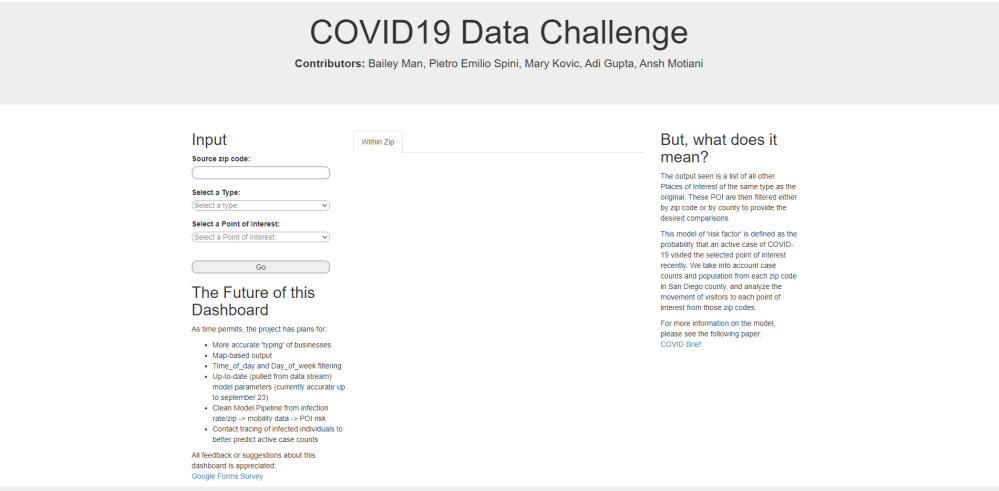 COVID19 Data Challenge
Contributors: Bailey Man, Pietro Emilio Spini, Mary Kovic, Adi Gupta, Ansh Motiani
Input
Source zip code:
Select a Type:
Select a type:
Select a Point of Interest:
Select a Point of Interest:
Go
The Future of this
Dashboard
As time permits, the project has plans for:
More accurate 'typing' of businesses
Map-based output
Time_of_day and Day_of_week filtering
Up-to-date (pulled from data stream)
model parameters (currently accurate up
to september 23)
Clean Model Pipeline from infection
rate/zip -> mobility data -> POI risk
Contact tracing of infected individuals to
better predict active case counts
All feedback or suggestions about this
dashboard is appreciated:
Google Forms Survey
Within Zip
But, what does it
mean?
The output seen is a list of all other
Places of Interest of the same type as the
original. These POI are then filtered either
by zip code or by county to provide the
desired comparisons.
This model of 'risk factor' is defined as the
probability that an active case of COVID-
19 visited the selected point of interest
recently. We take into account case
counts and population from each zip code
in San Diego county, and analyze the
movement of visitors to each point of
interest from those zip codes.
For more information on the model,
please see the following paper:
COVID Brief